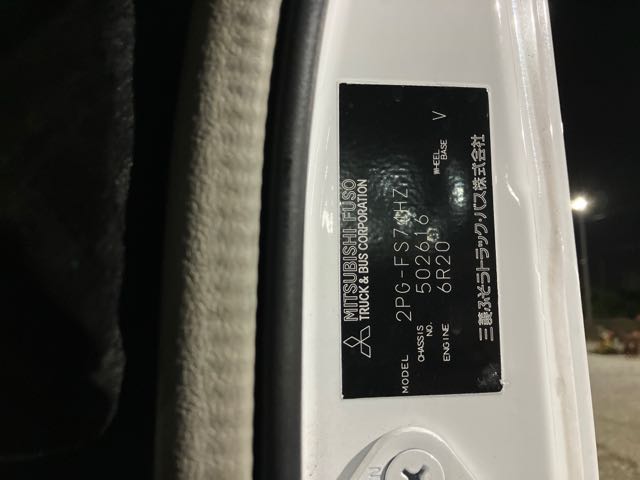 MITSUBISHI FUSO
TRUCK & BUS CORPORATION
MODEL 2PG-FS74HZ
CHASSIS NO. 502616
ENGINE 6R20 WHEEL BASE V
三菱ふそうトラック・バス株式会社